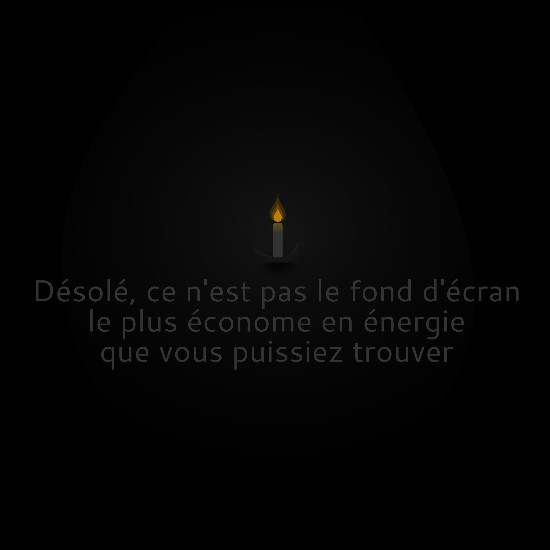 Désolé, ce n'est pas le fond d'écran
le plus économe en énergie
que vous puissiez trouver